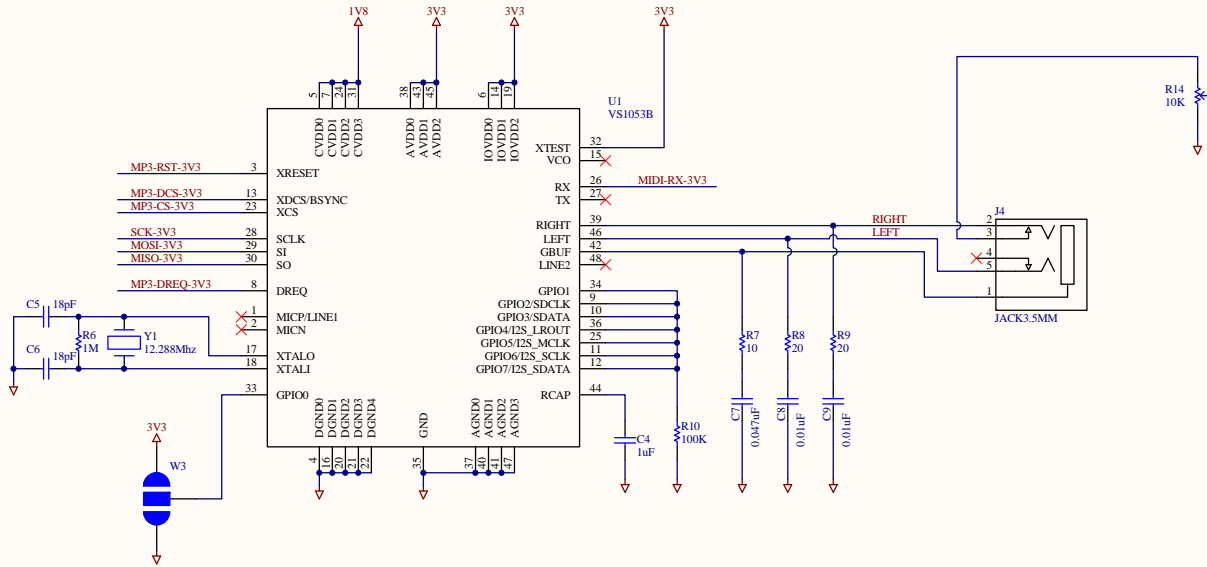 1V8
3V3
3V3
3V3
5
7
24
31
38
43
45
6
14
19
CVDD0
CVDD1
CVDD2
CVDD3
AVDD0
AVDD1
AVDD2
IOVDD0
IOVDD1
IOVDD2
U1
VS1053B
R14
10K
MP3-RST-3V3
3
XRESET
MP3-DCS-3V3
13
XDCS/BSYNC
MP3-CS-3V3
23
XCS
SCK-3V3
28
SCLK
MOSI-3V3
29
SI
MISO-3V3
30
SO
MP3-DREQ-3V3
8
DREQ
1
MICP/LINE1
2
MICN
17
XTALO
18
XTALI
33
GPIO0
XTEST
32
VCO
15
RX
26
MIDI-RX-3V3
TX
27
RIGHT
39
RIGHT
LEFT
46
LEFT
GBUF
42
LINE2
48
GPIO1
34
GPIO2/SDCLK
9
GPIO3/SDATA
10
GPIO4/I2S_LROUT
36
GPIO5/I2S_MCLK
25
GPIO6/I2S_SCLK
11
GPIO7/I2S_SDATA
12
RCAP
44
J4
2
3
4
5
1
JACK3.5MM
C5
18pF
R6
1M
Y1
12.288Mhz
C6
18pF
3V3
W3
DGND0
DGND1
DGND2
DGND3
DGND4
GND
AGND0
AGND1
AGND2
AGND3
4
16
20
21
22
35
37
40
41
47
C4
1uF
R10
100K
R7
10
R8
20
R9
20
C7
0.047uF
C8
0.01uF
C9
0.01uF